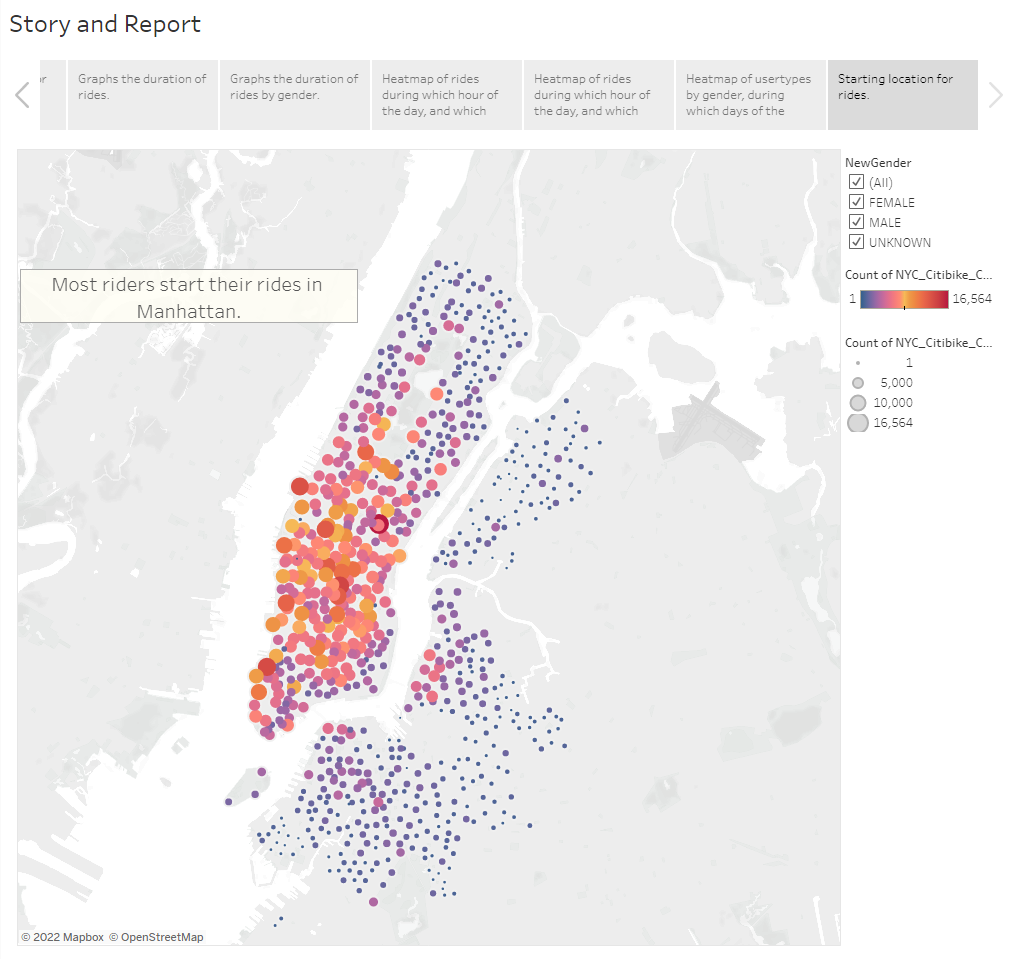 Story and Report
Graphs the duration of
rides.
Graphs the duration of
rides by gender.
Heatmap of rides
during which hour of
the day, and which
Heatmap of rides
during which hour of
the day, and which
Heatmap of usertypes
by gender, during
which days of the
Starting location for
rides.
Most riders start their rides in
Manhattan.
NewGender
(All)
FEMALE
MALE
UNKNOWN
Count of NYC_Citibike_C...
1 16,564
Count of NYC_Citibike_C...
1
5,000
10,000
16,564
© 2022 Mapbox © OpenStreetMap